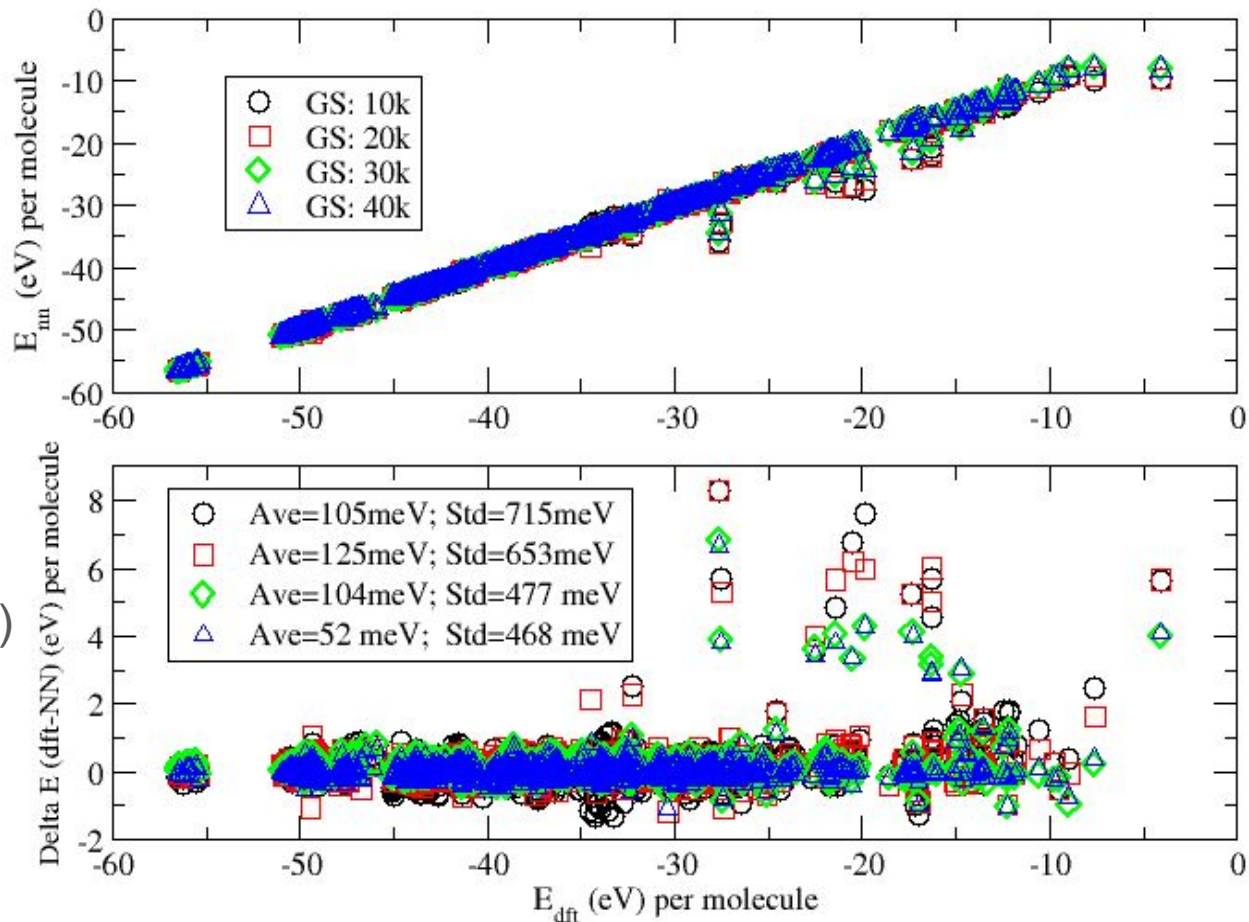 0
-10
-20
-30
-40
-50
-60
E_nn (eV) per molecule
GS: 10k
GS: 20k
GS: 30k
GS: 40k
-60 -50 -40 -30 -20 -10 0
8
6
4
2
0
-2
Delta E (dft-NN) (eV) per molecule
Ave=105meV; Std=715meV
Ave=125meV; Std=653meV
Ave=104meV; Std=477 meV
Ave=52 meV; Std=468 meV
)
-60 -50 -40 -30 -20 -10 0
E_dft (eV) per molecule